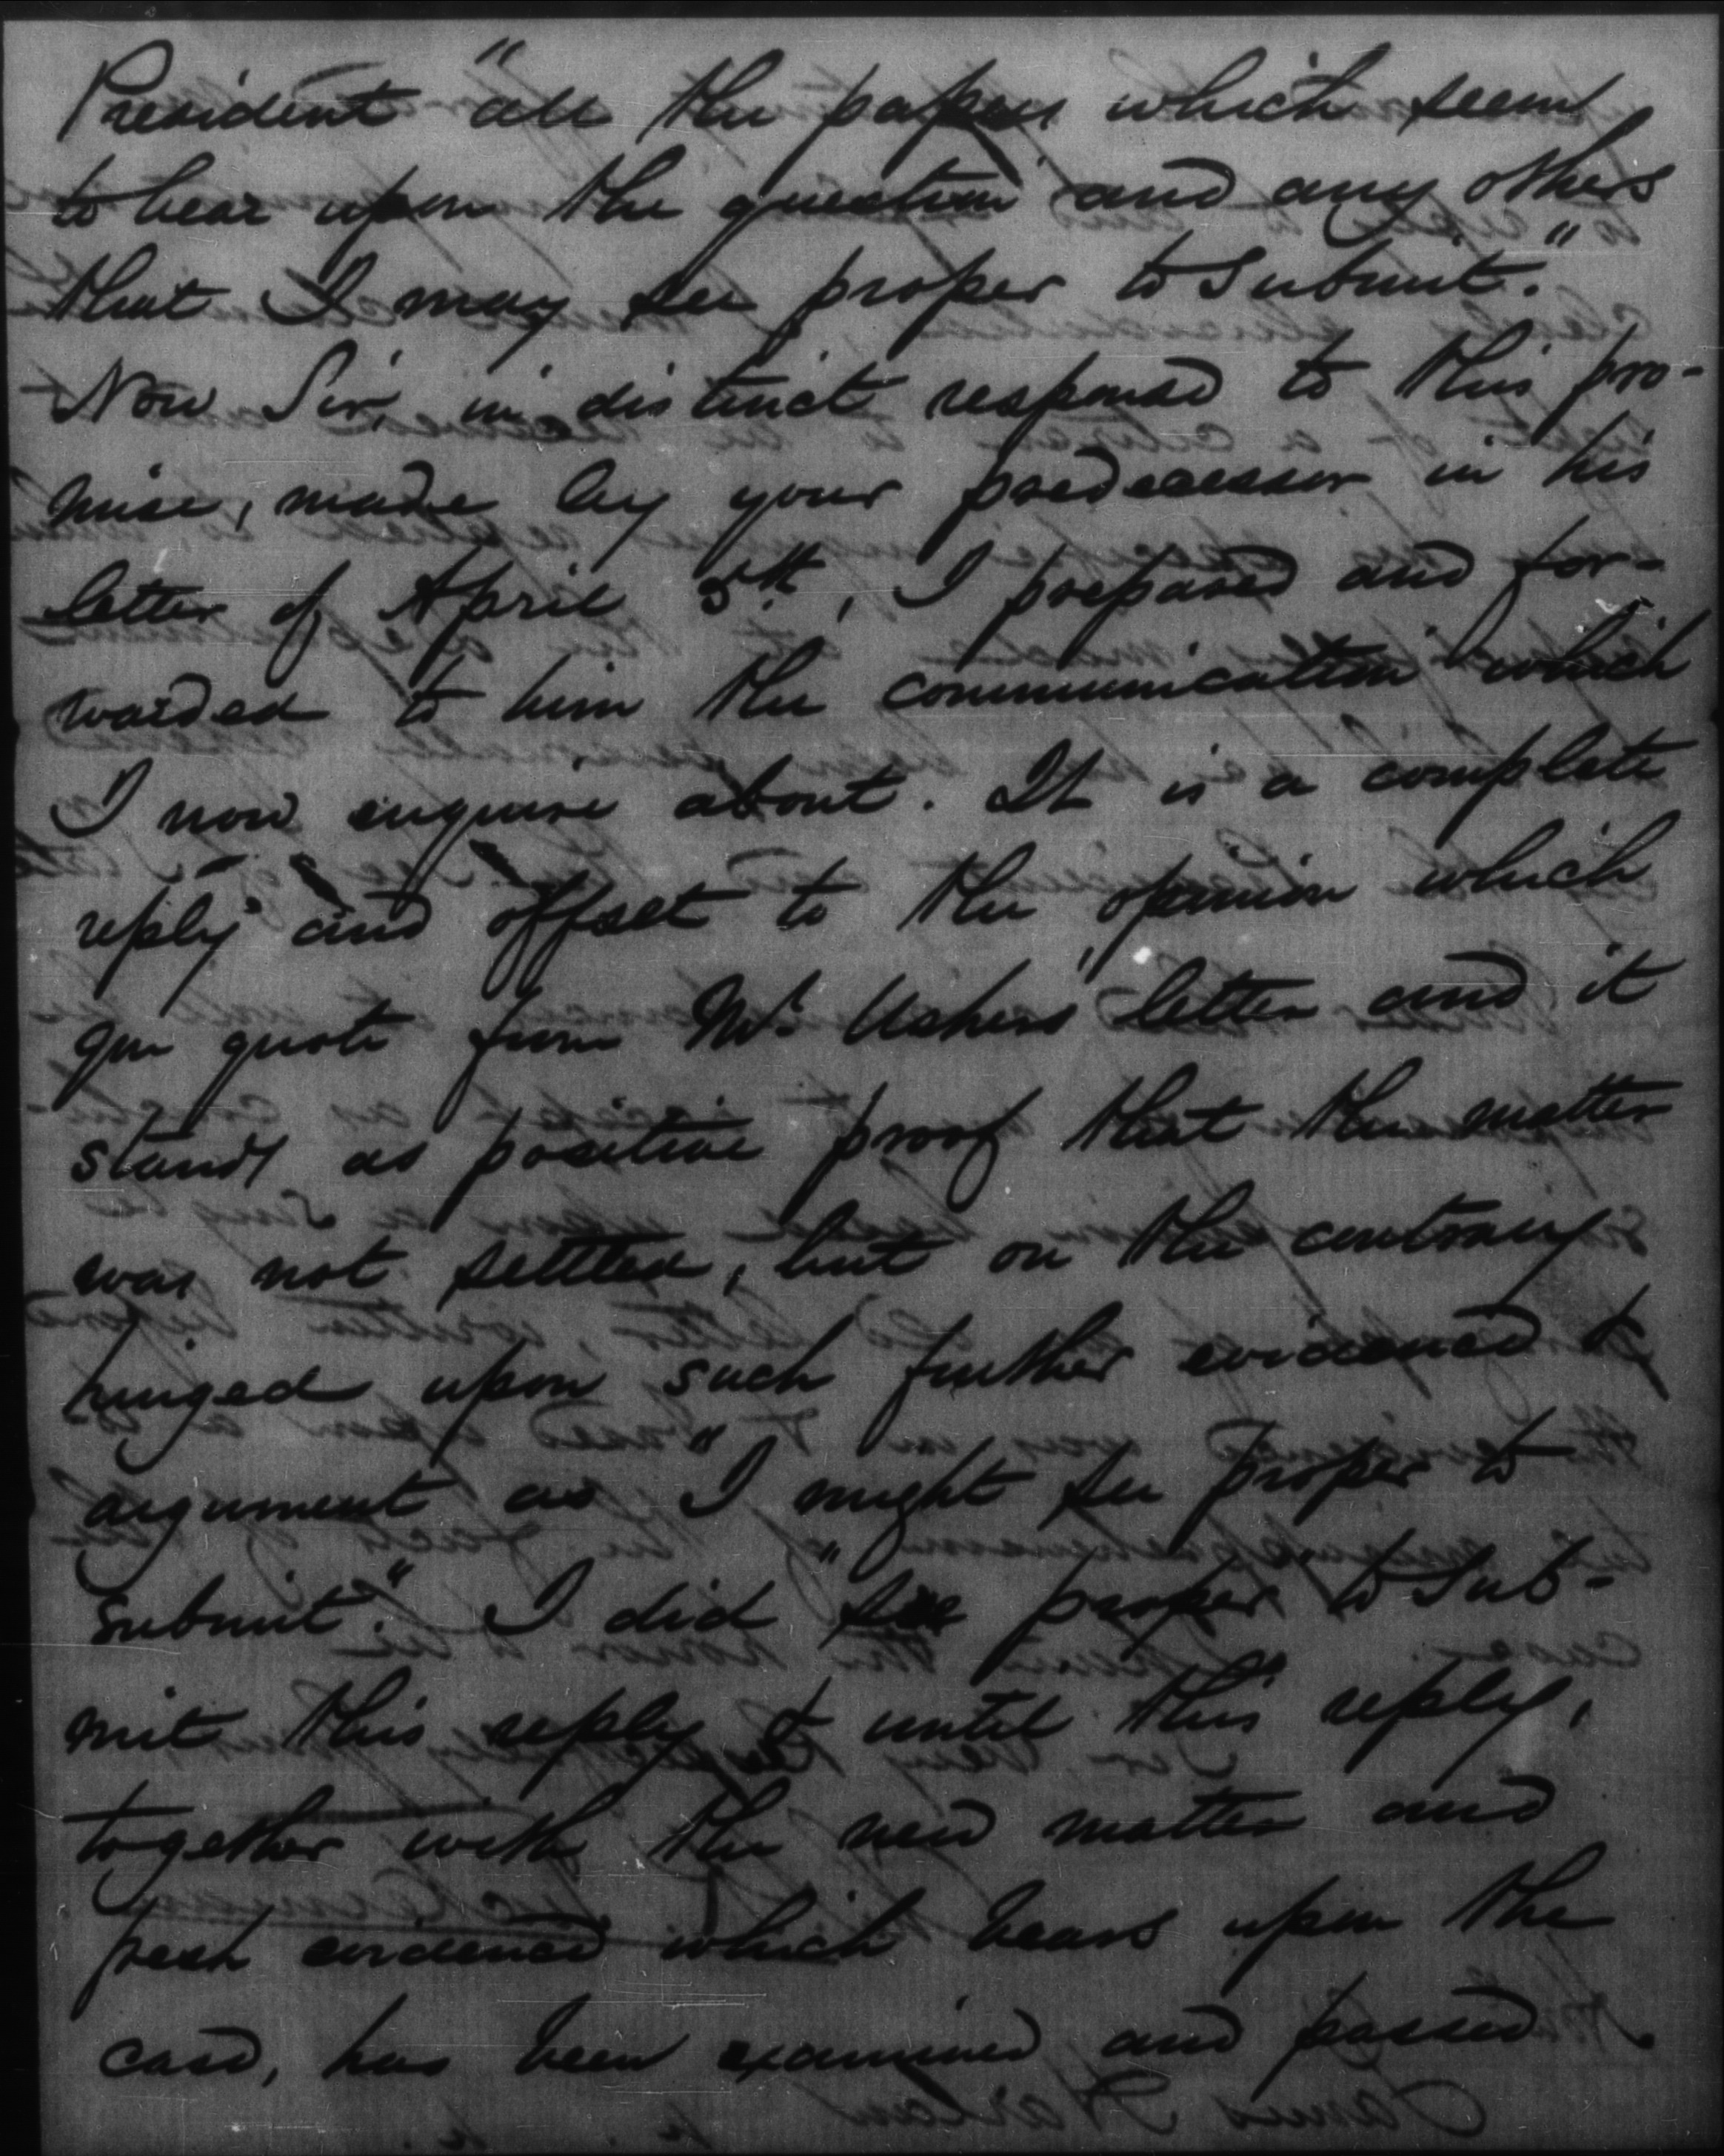 President "all the papers which seem
to bear upon the question and any others
that I may see proper to submit."
Now Sir, in distinct response to this pro-
mise, made by your predecessor in his
letter of April 5th, I prepared and for-
warded to him the communication which
I now enquire about. It is a complete
reply and offset to the opinion which
you quote from Mr. Ushers' letter and it
stands as positive proof that the matter
was not settled, but on the contrary
hinged upon such further evidence &
argument as "I might see proper to
submit." I did "see proper" to sub-
mit this reply & until this reply,
together with the new matter and
fresh evidence which bears upon the
case, has been examined and passed